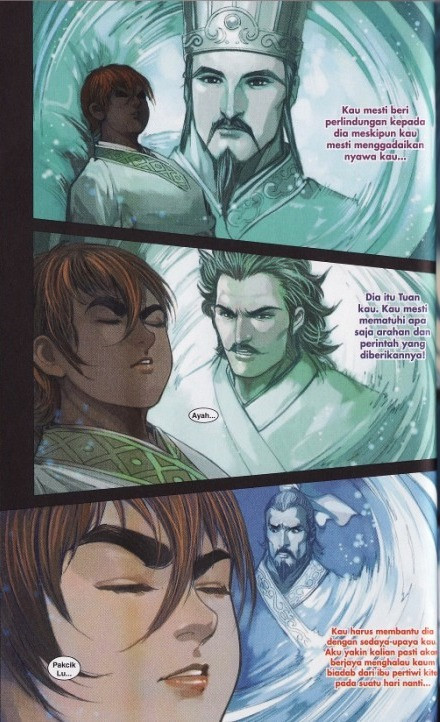 Kau mesti beri
perlindungan kepada
dia meskipun kau
mesti menggadaikan
nyawa kau...
Dia itu Tuan
kau. Kau mesti
mematuhi apa
saja arahan dan
perintah yang
diberikannya!
Ayah...
Kau harus membantu dia
dengan sedaya-upaya kau.
Aku yakin kalian pasti akan
berjaya menghalau kaum
biadab dari ibu pertiwi kita
pada suatu hari nanti...
Pakcik
Lu...